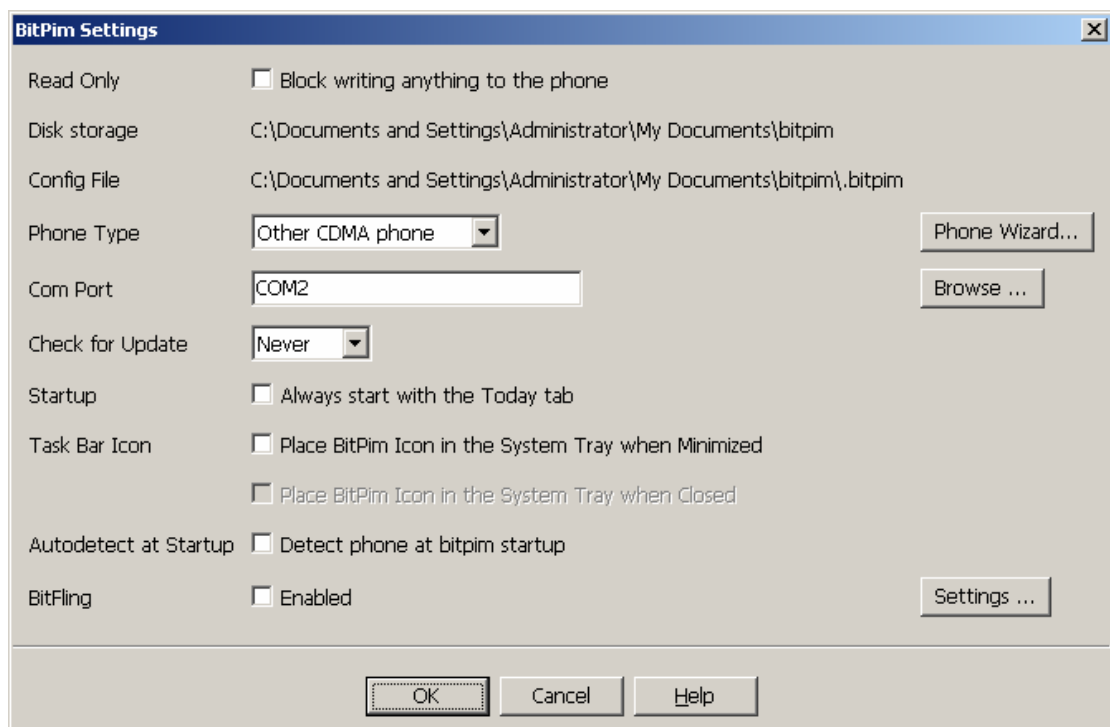 BitPim Settings
Read Only Block writing anything to the phone
Disk storage C:\Documents and Settings\Administrator\My Documents\bitpim
Config File C:\Documents and Settings\Administrator\My Documents\bitpim\.bitpim
Phone Type Other CDMA phone Phone Wizard...
Com Port COM2 Browse ...
Check for Update Never
Startup Always start with the Today tab
Task Bar Icon Place BitPim Icon in the System Tray when Minimized
Place BitPim Icon in the System Tray when Closed
Autodetect at Startup Detect phone at bitpim startup
BitFling Enabled Settings ...
OK Cancel Help